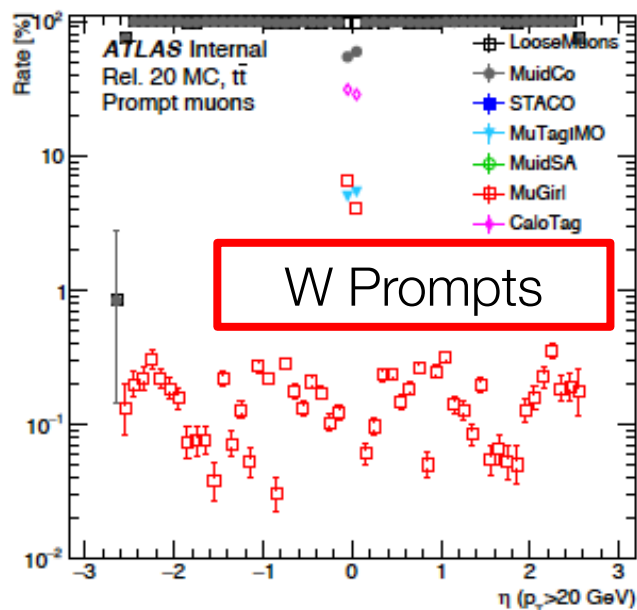 Rate [%]
10²
10
1
10⁻¹
10⁻²
ATLAS Internal
Rel. 20 MC, tt̄
Prompt muons
LooseMuons
MuidCo
STACO
MuTagIMO
MuidSA
MuGirl
CaloTag
W Prompts
−3 −2 −1 0 1 2 3
η (p_T>20 GeV)